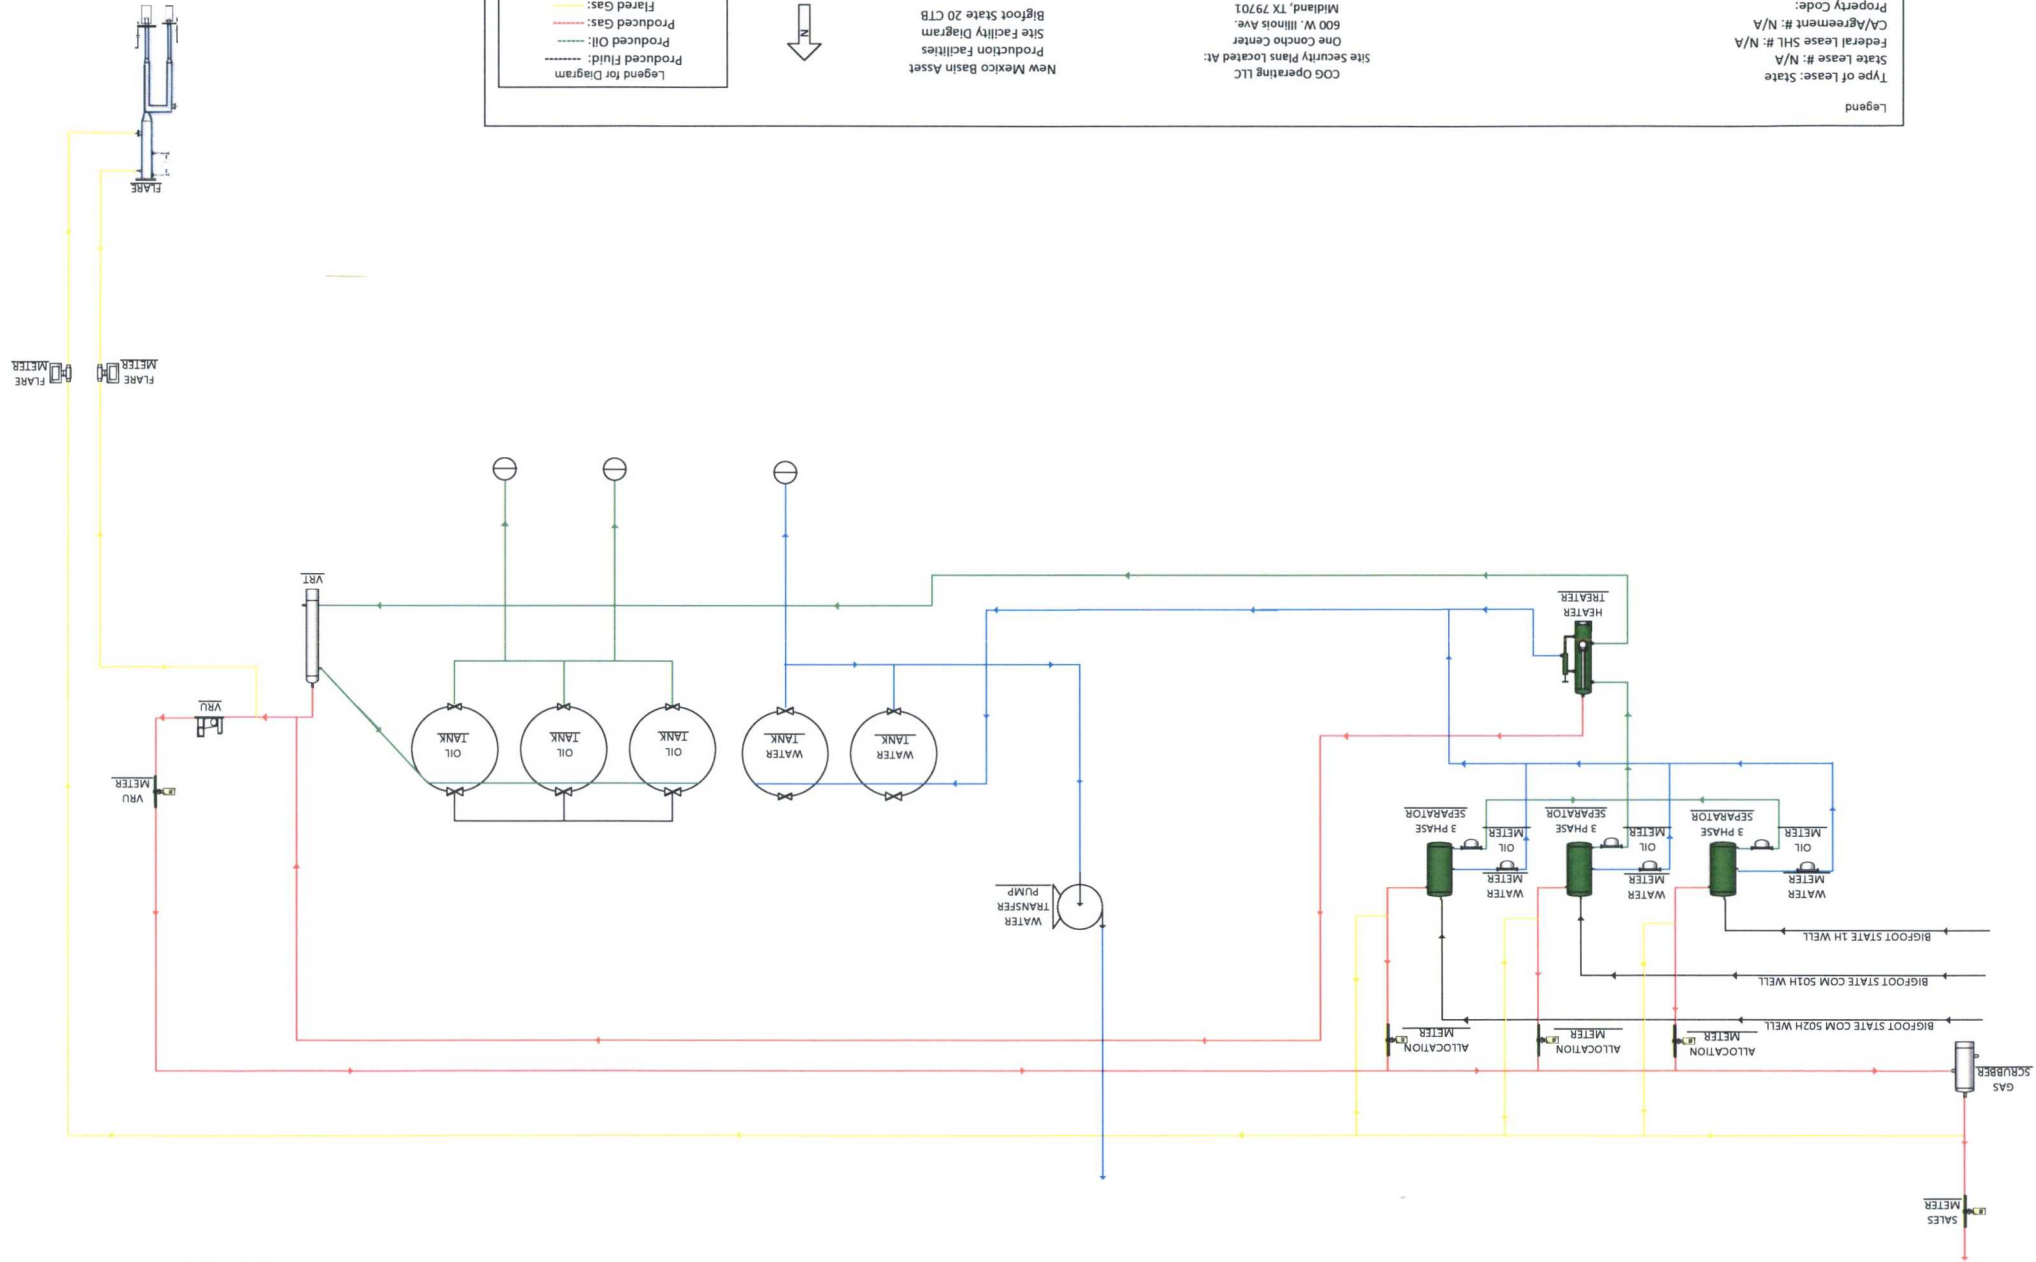 SALES
METER
GAS
SCRUBBER
ALLOCATION
METER
ALLOCATION
METER
ALLOCATION
METER
BIGFOOT STATE COM 502H WELL
BIGFOOT STATE COM 501H WELL
BIGFOOT STATE 1H WELL
WATER
METER
WATER
METER
WATER
METER
OIL
METER
3 PHASE
SEPARATOR
OIL
METER
3 PHASE
SEPARATOR
OIL
METER
3 PHASE
SEPARATOR
WATER
TRANSFER
PUMP
HEATER
TREATER
WATER
TANK
WATER
TANK
OIL
TANK
OIL
TANK
OIL
TANK
VRU
METER
VRU
VRT
FLARE
METER
FLARE
METER
FLARE
Legend
Type of Lease: State
State Lease #: N/A
Federal Lease SHL #: N/A
CA/Agreement #: N/A
Property Code:
COG Operating LLC
Site Security Plans Located At:
One Concho Center
600 W. Illinois Ave.
Midland, TX 79701
New Mexico Basin Asset
Production Facilities
Site Facility Diagram
Bigfoot State 20 CTB
N
Legend for Diagram
Produced Fluid:
Produced Oil:
Produced Gas:
Flared Gas: